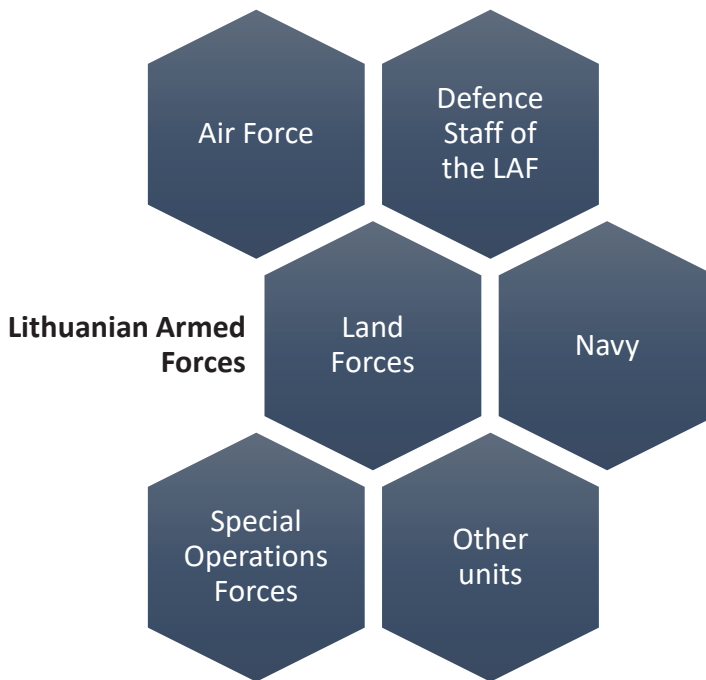 Air Force
Defence
Staff of
the LAF
Lithuanian Armed
Forces
Land
Forces
Navy
Special
Operations
Forces
Other
units